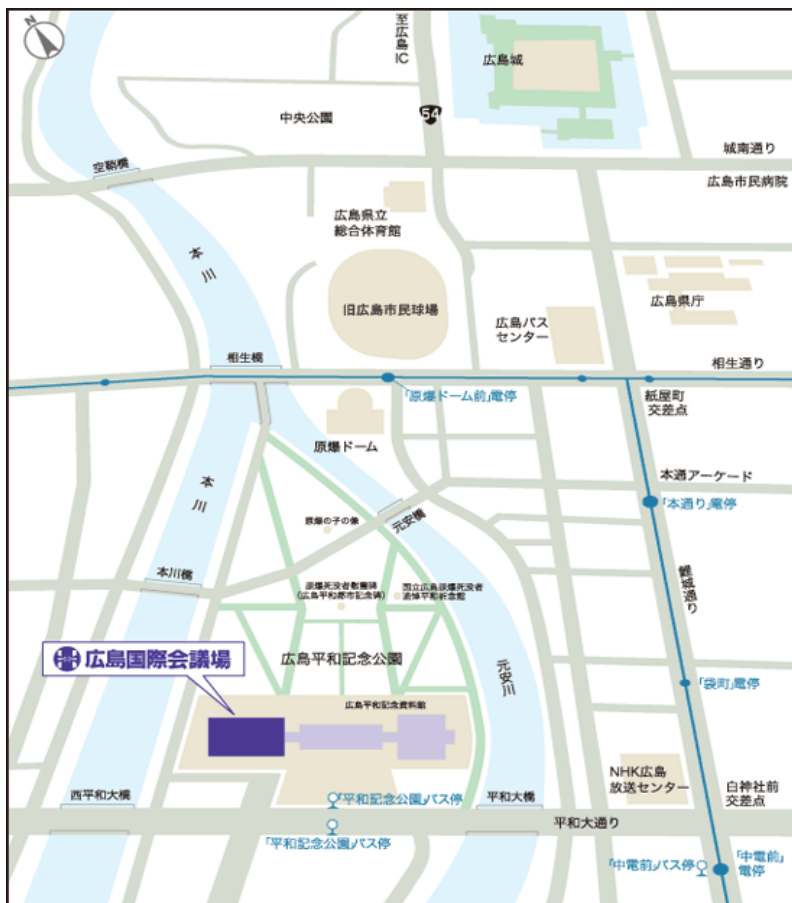 N
至広島IC
広島城
54
中央公園
城南通り
空鞘橋
広島市民病院
広島県立
総合体育館
本川
旧広島市民球場
広島バス
センター
広島県庁
相生橋
相生通り
「原爆ドーム前」電停
紙屋町
交差点
原爆ドーム
本通アーケード
本川
「本通り」電停
原爆の子の像
元安橋
本川橋
原爆死没者慰霊碑
(広島平和都市記念碑)
国立広島原爆死没者
追悼平和祈念館
鯉城通り
広島国際会議場
広島平和記念公園
元安川
「袋町」電停
広島平和記念資料館
NHK広島
放送センター
白神社前
交差点
西平和大橋
「平和記念公園」バス停
平和大橋
平和大通り
「平和記念公園」バス停
「中電前」バス停
「中電前」
電停